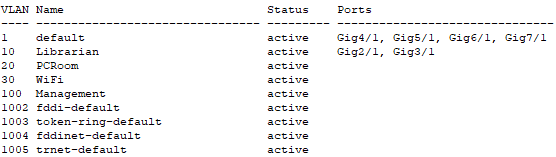 VLAN Name                             Status    Ports
---- -------------------------------- --------- -------------------------------
1    default                          active    Gig4/1, Gig5/1, Gig6/1, Gig7/1
10   Librarian                        active    Gig2/1, Gig3/1
20   PCRoom                           active
30   WiFi                             active
100  Management                       active
1002 fddi-default                     active
1003 token-ring-default               active
1004 fddinet-default                  active
1005 trnet-default                    active